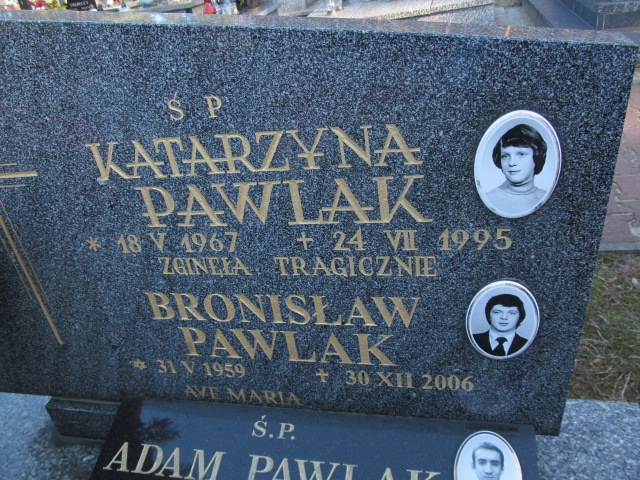 Ś P
KATARZYNA
PAWLAK
* 18 V 1967 + 24 VII 1995
ZGINĘŁA TRAGICZNIE
BRONISŁAW
PAWLAK
* 31 V 1959 + 30 XII 2006
AVE MARIA
Ś.P.
ADAM PAWLAK